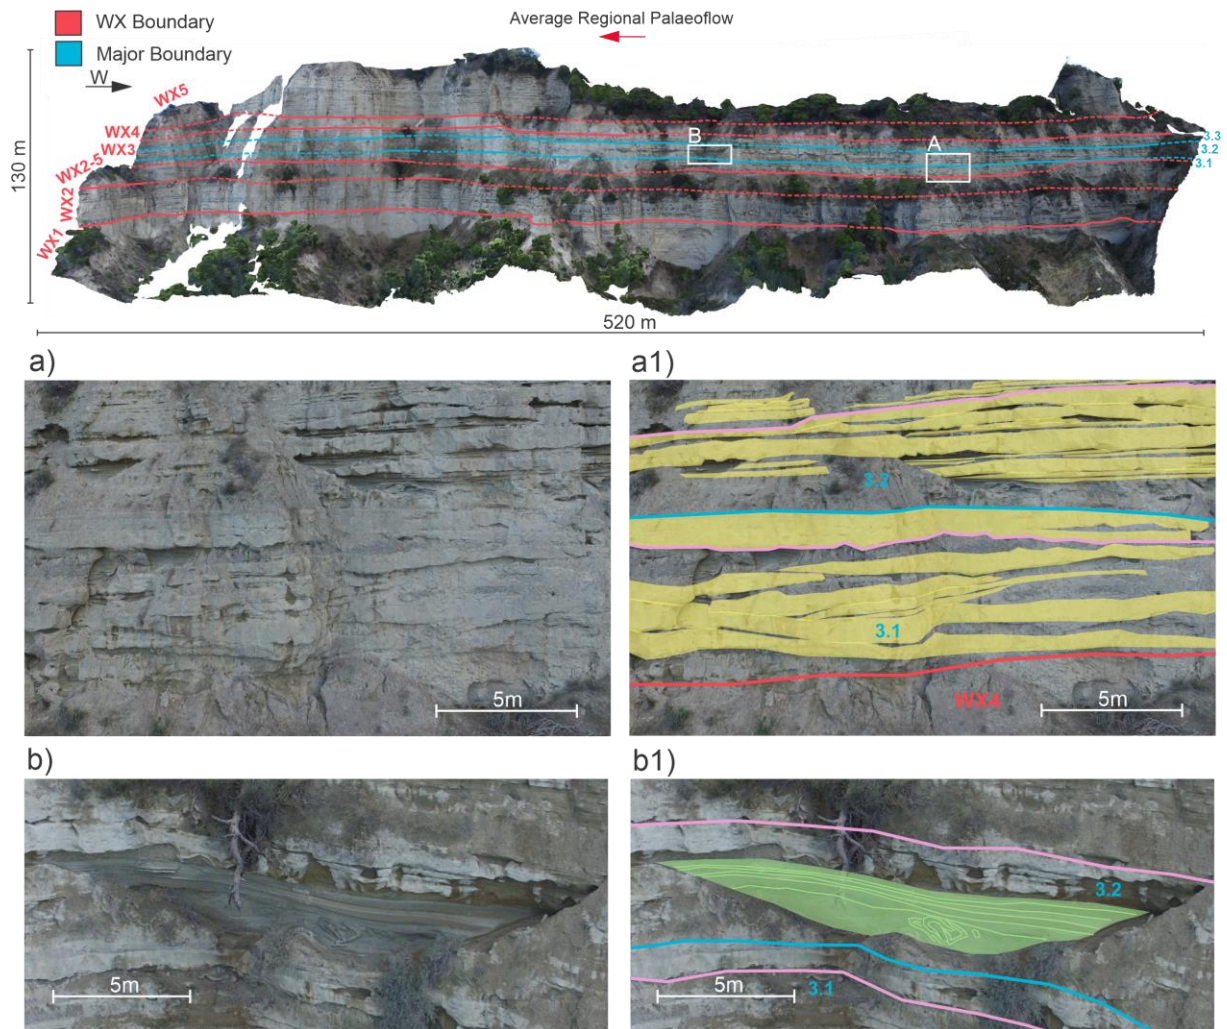 WX Boundary
Average Regional Palaeoflow
Major Boundary
W
WX5
WX4
WX3
WX2-5
WX2
WX1
130 m
B
A
3.3
3.2
3.1
520 m
a)
a1)
3.2
3.1
5m
WX4
5m
b)
b1)
3.2
5m
5m
3.1